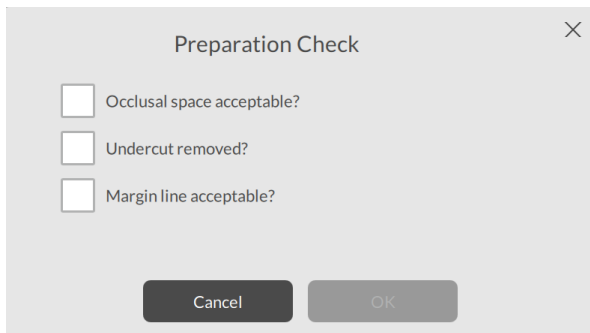 Preparation Check
Occlusal space acceptable?
Undercut removed?
Margin line acceptable?
Cancel
OK